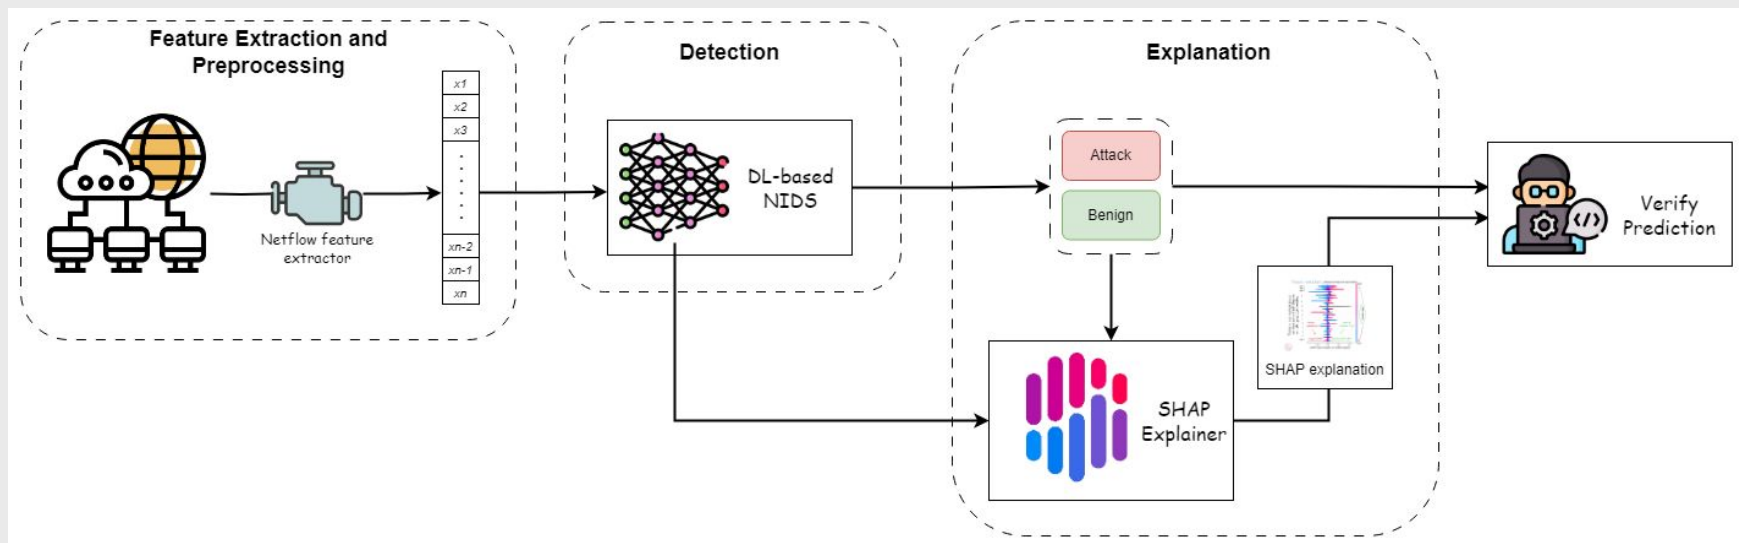 Feature Extraction and
Preprocessing
x1
x2
x3
xn-2
xn-1
xn
Netflow feature
extractor
Detection
DL-based
NIDS
Explanation
Attack
Benign
SHAP
Explainer
SHAP explanation
Verify
Prediction